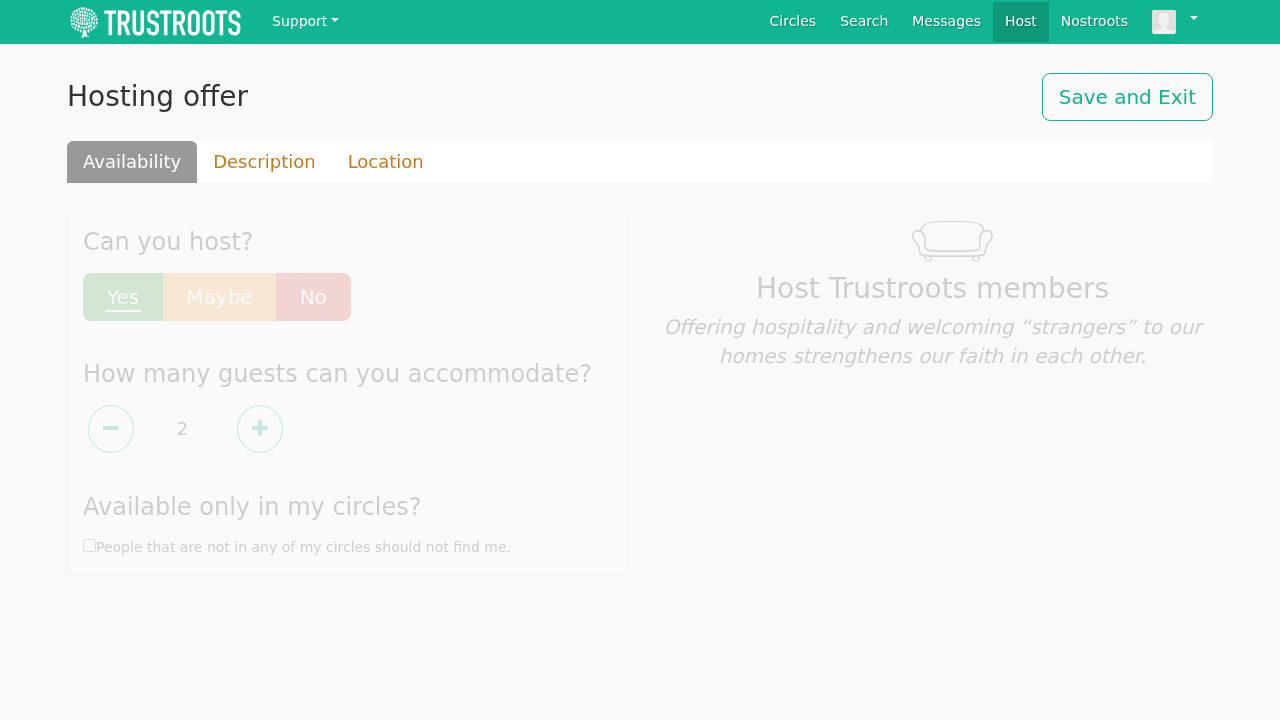 TRUSTROOTS
Support
Circles
Search
Messages
Host
Nostroots
Hosting offer
Save and Exit
Availability
Description
Location
Can you host?
Yes
Maybe
No
How many guests can you accommodate?
2
Available only in my circles?
People that are not in any of my circles should not find me.
Host Trustroots members
Offering hospitality and welcoming “strangers” to our
homes strengthens our faith in each other.